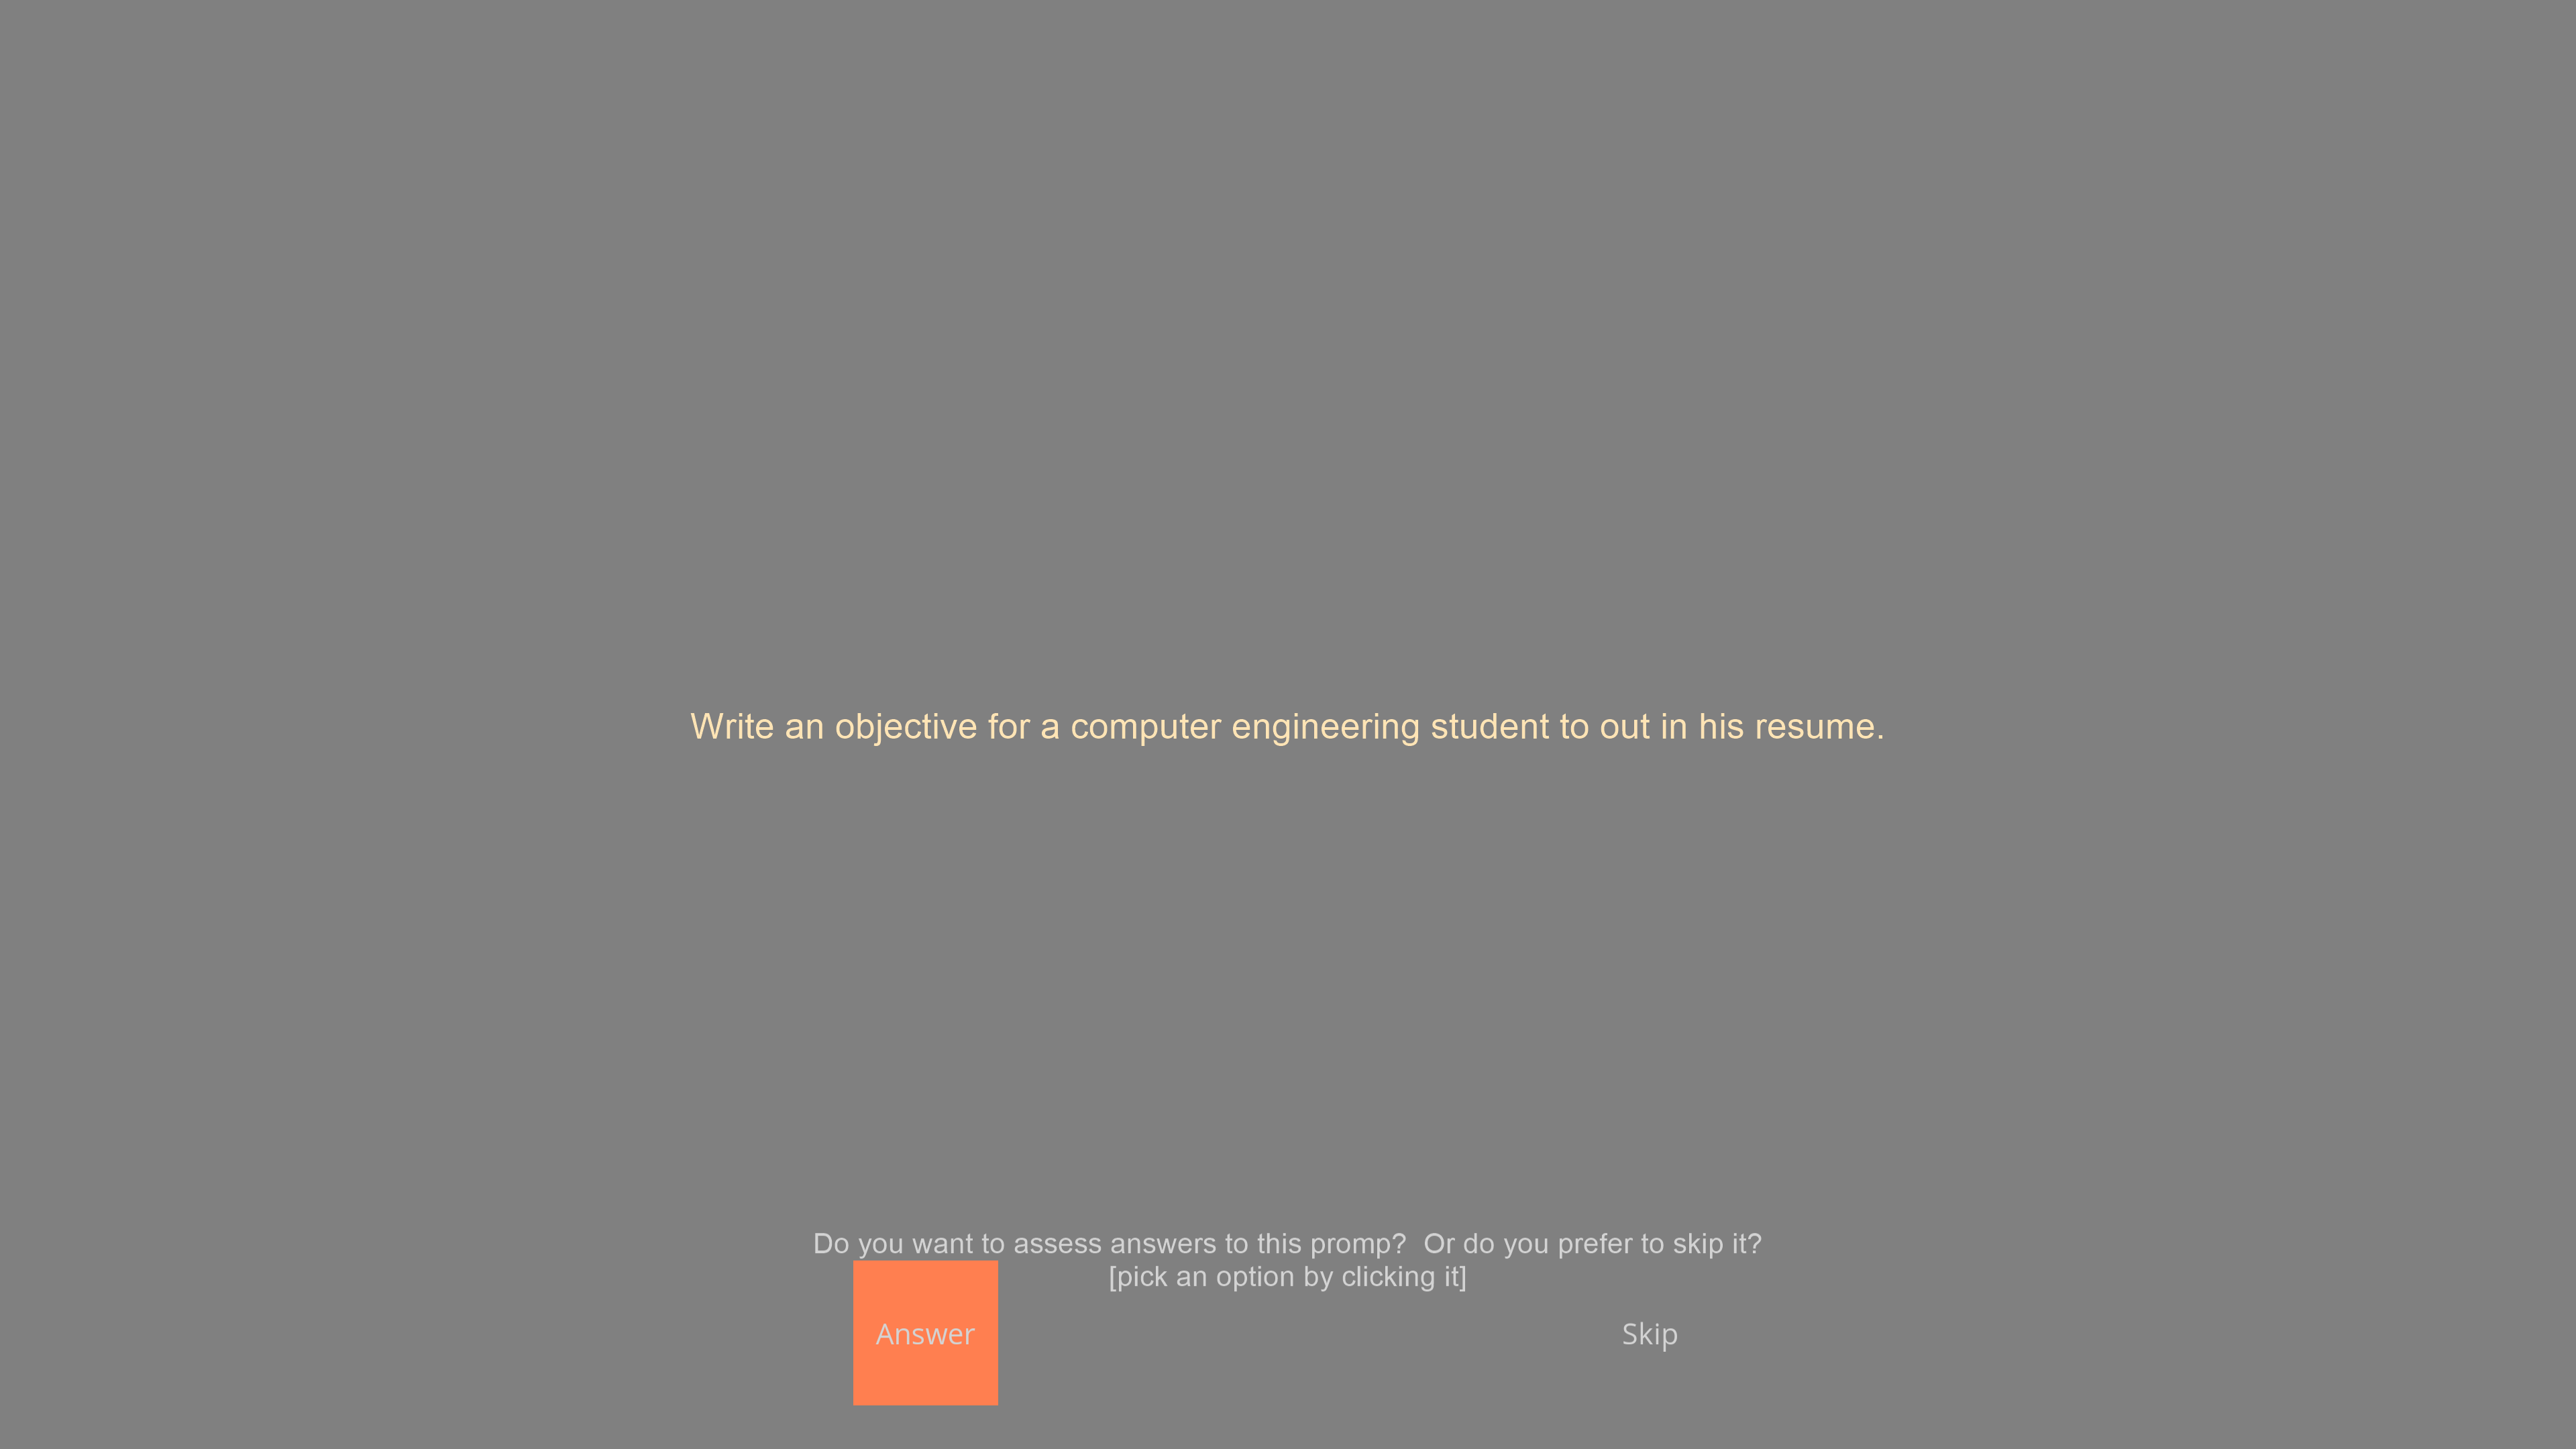 Write an objective for a computer engineering student to out in his resume.
Do you want to assess answers to this promp?  Or do you prefer to skip it?
[pick an option by clicking it]
Answer
Skip